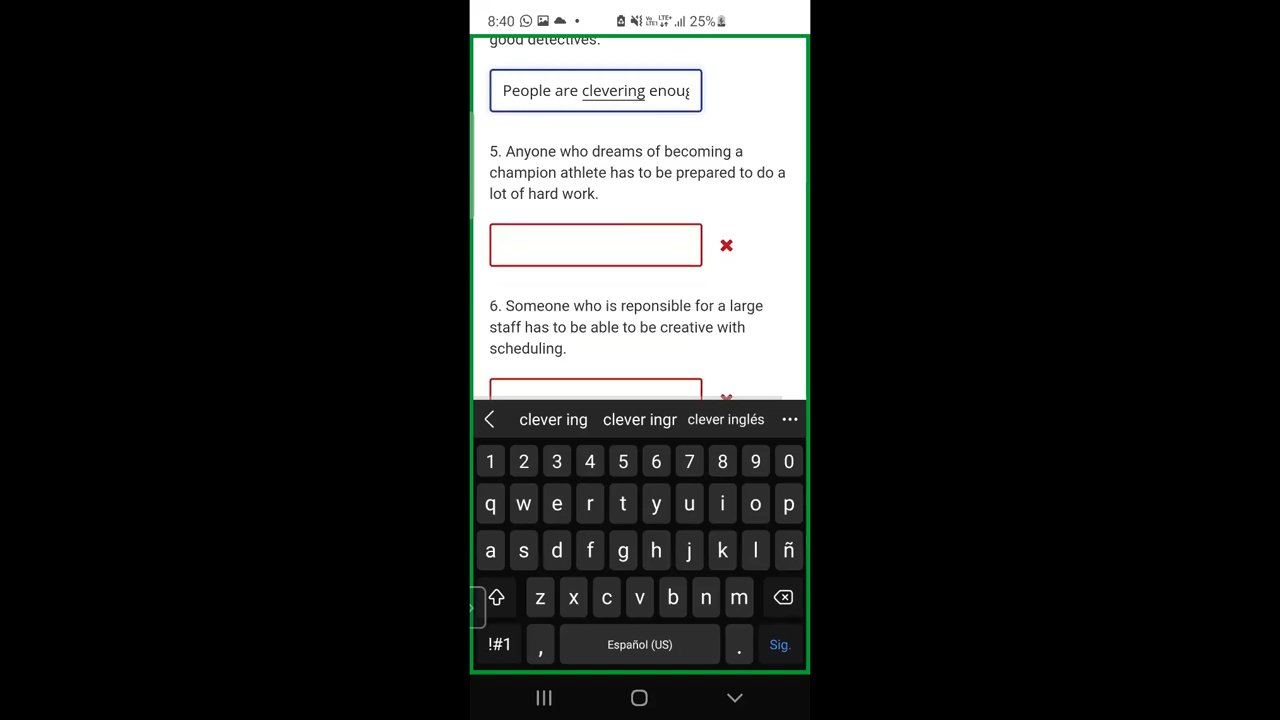 8:40 25%
good detectives.
People are clevering enoug
5. Anyone who dreams of becoming a
champion athlete has to be prepared to do a
lot of hard work.
6. Someone who is reponsible for a large
staff has to be able to be creative with
scheduling.
clever ing clever ingr clever inglés
1 2 3 4 5 6 7 8 9 0
q w e r t y u i o p
a s d f g h j k l ñ
z x c v b n m
!#1 , Español (US) . Sig.